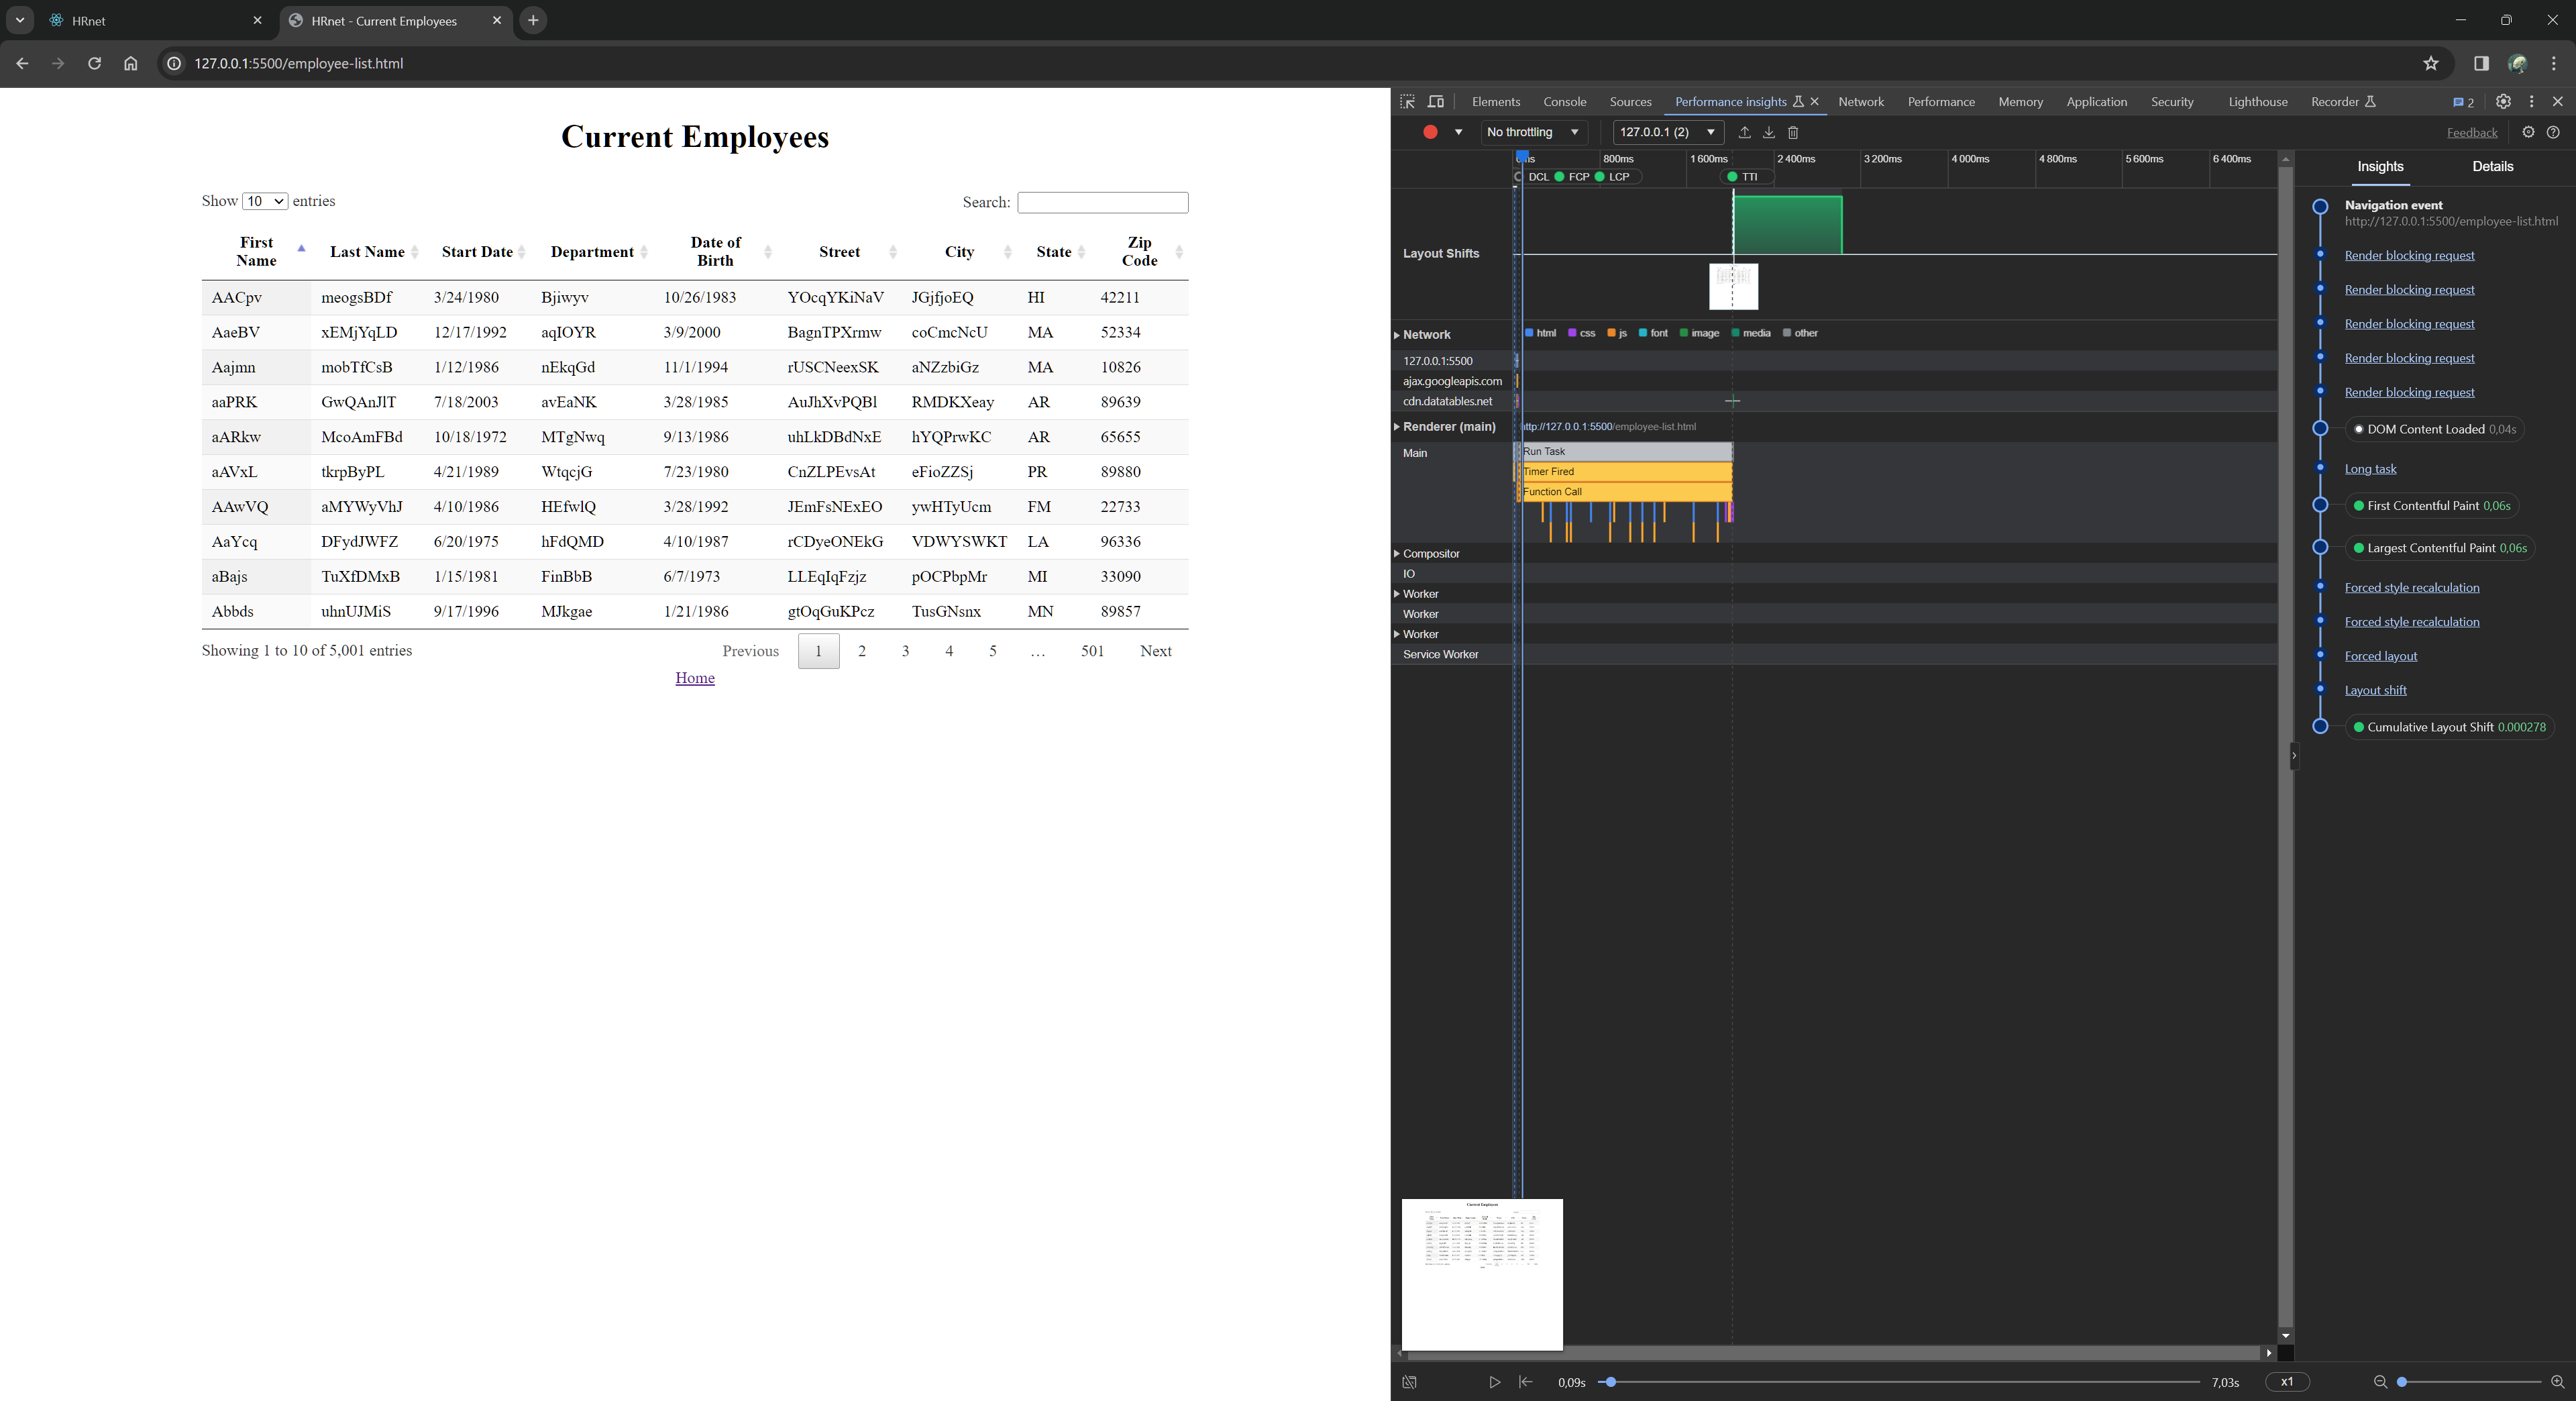 HRnet
HRnet - Current Employees
127.0.0.1:5500/employee-list.html
Current Employees
Show 10 entries
Search:
First Name Last Name Start Date Department Date of Birth Street City State Zip Code
AACpv meogsBDf 3/24/1980 Bjiwyv 10/26/1983 YOcqYKiNaV JGjfjoEQ HI 42211
AaeBV xEMjYqLD 12/17/1992 aqIOYR 3/9/2000 BagnTPXrmw coCmcNcU MA 52334
Aajmn mobTfCsB 1/12/1986 nEkqGd 11/1/1994 rUSCNeexSK aNZzbiGz MA 10826
aaPRK GwQAnJlT 7/18/2003 avEaNK 3/28/1985 AuJhXvPQBl RMDKXeay AR 89639
aARkw McoAmFBd 10/18/1972 MTgNwq 9/13/1986 uhLkDBdNxE hYQPrwKC AR 65655
aAVxL tkrpByPL 4/21/1989 WtqcjG 7/23/1980 CnZLPEvsAt eFioZZSj PR 89880
AAwVQ aMYWyVhJ 4/10/1986 HEfwlQ 3/28/1992 JEmFsNExEO ywHTyUcm FM 22733
AaYcq DFydJWFZ 6/20/1975 hFdQMD 4/10/1987 rCDyeONEkG VDWYSWKT LA 96336
aBajs TuXfDMxB 1/15/1981 FinBbB 6/7/1973 LLEqIqFzjz pOCPbpMr MI 33090
Abbds uhnUJMiS 9/17/1996 MJkgae 1/21/1986 gtOqGuKPcz TusGNsnx MN 89857
Showing 1 to 10 of 5,001 entries
Previous 1 2 3 4 5 … 501 Next
Home
Elements Console Sources Performance insights Network Performance Memory Application Security Lighthouse Recorder 2
No throttling 127.0.0.1 (2) Feedback
800ms 1 600ms 2 400ms 3 200ms 4 000ms 4 800ms 5 600ms 6 400ms
DCL FCP LCP TTI
Layout Shifts
Network html css js font image media other
127.0.0.1:5500
ajax.googleapis.com
cdn.datatables.net
Renderer (main) http://127.0.0.1:5500/employee-list.html
Main
Run Task
Timer Fired
Function Call
Compositor
IO
Worker
Worker
Worker
Service Worker
Current Employees
0,09s 7,03s x1
Insights Details
Navigation event
http://127.0.0.1:5500/employee-list.html
Render blocking request
Render blocking request
Render blocking request
Render blocking request
Render blocking request
DOM Content Loaded 0,04s
Long task
First Contentful Paint 0,06s
Largest Contentful Paint 0,06s
Forced style recalculation
Forced style recalculation
Forced layout
Layout shift
Cumulative Layout Shift 0.000278